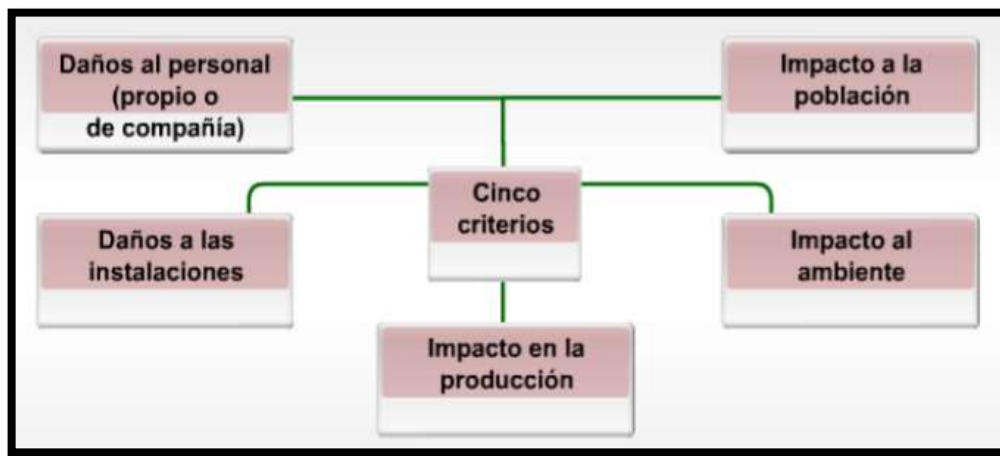 Daños al personal
(propio o
de compañía)
Impacto a la
población
Cinco
criterios
Daños a las
instalaciones
Impacto al
ambiente
Impacto en la
producción